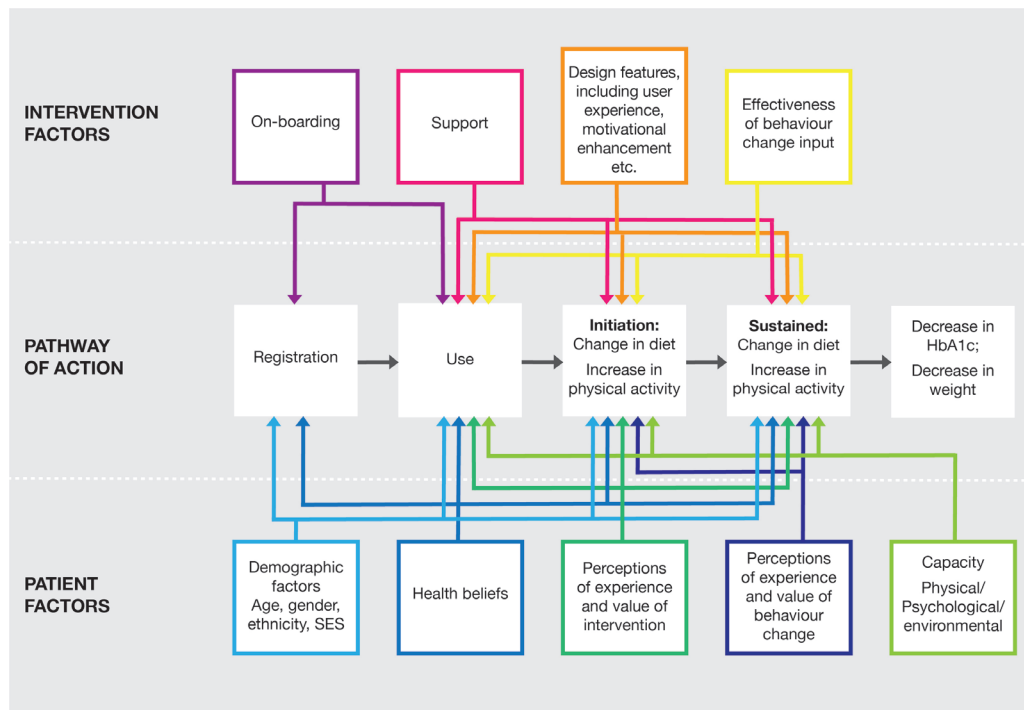 INTERVENTION
FACTORS
On-boarding
Support
Design features,
including user
experience,
motivational
enhancement
etc.
Effectiveness
of behaviour
change input
PATHWAY
OF ACTION
Registration
Use
Initiation:
Change in diet
Increase in
physical activity
Sustained:
Change in diet
Increase in
physical activity
Decrease in
HbA1c;
Decrease in
weight
PATIENT
FACTORS
Demographic
factors
Age, gender,
ethnicity, SES
Health beliefs
Perceptions
of experience
and value of
intervention
Perceptions
of experience
and value of
behaviour
change
Capacity
Physical/
Psychological/
environmental